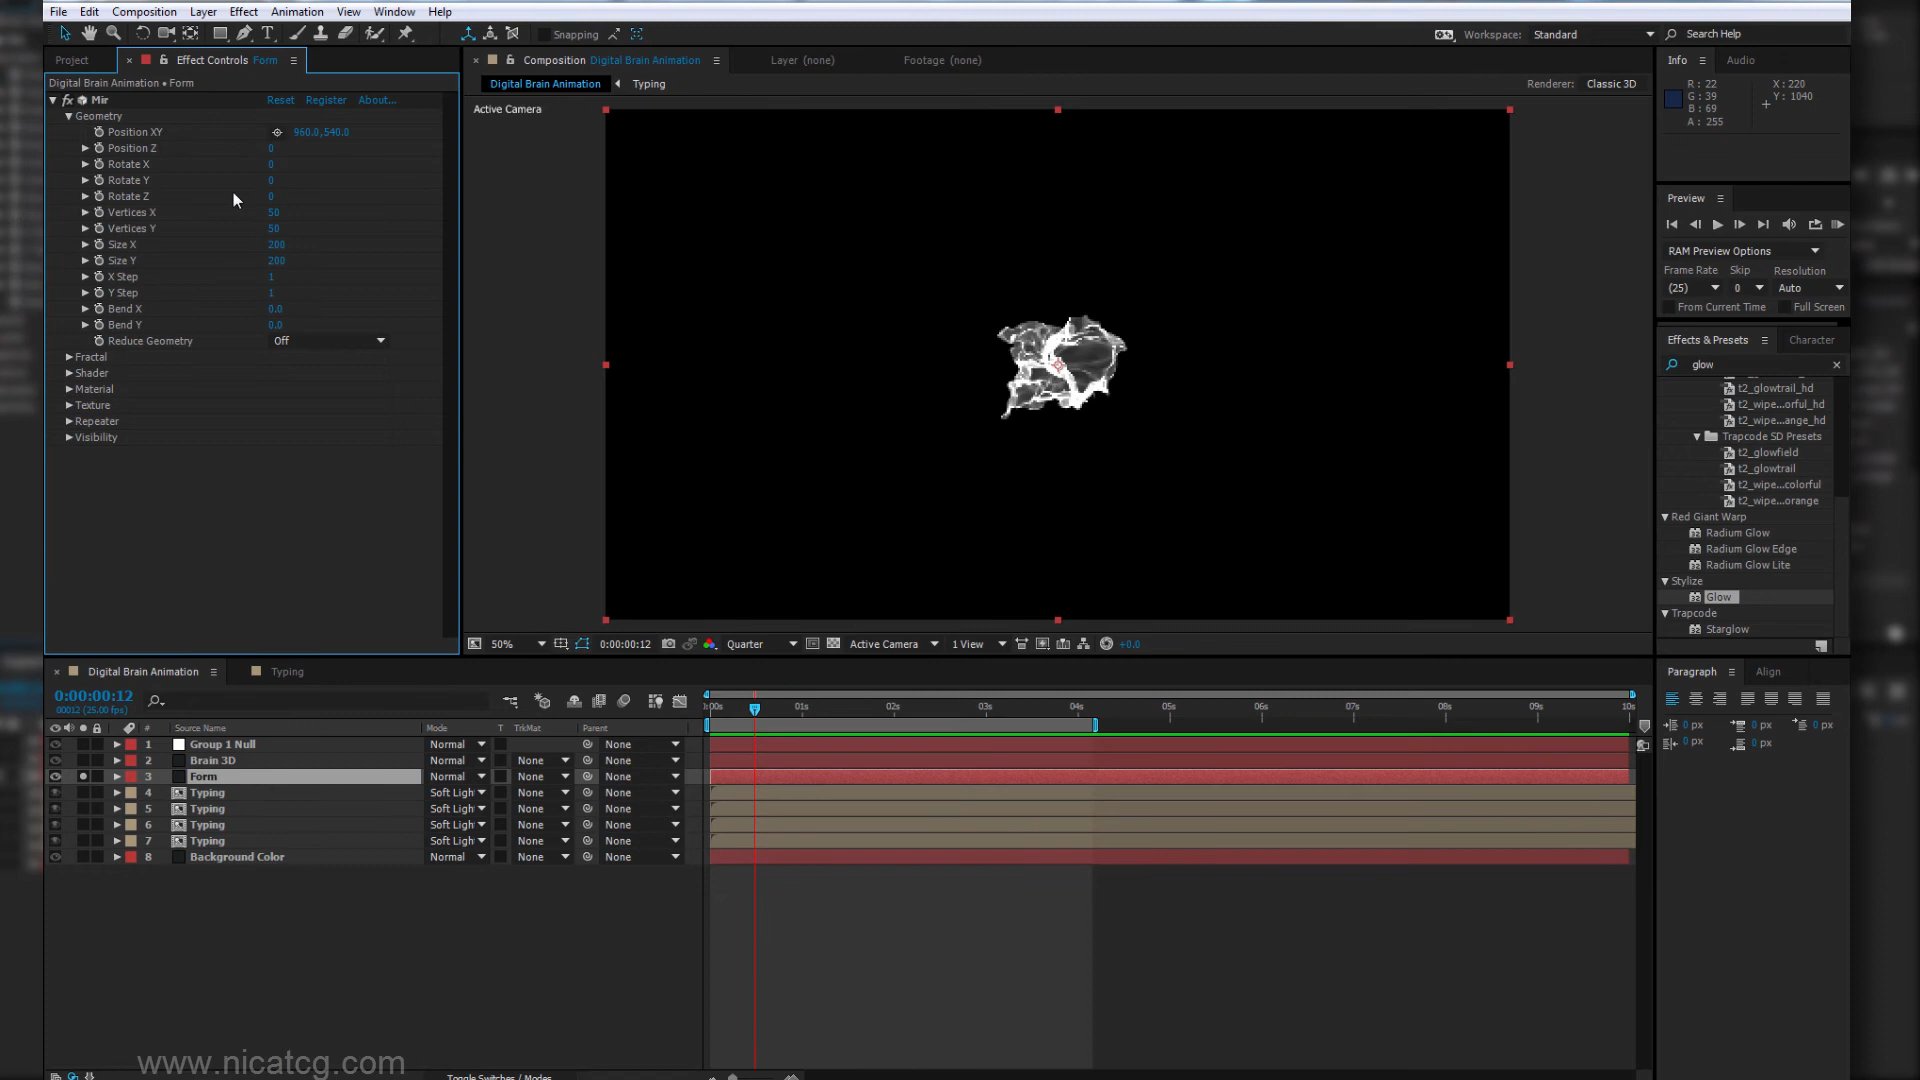 File Edit Composition Layer Effect Animation View Window Help
Snapping Workspace: Standard Search Help
Project × Effect Controls Form × Composition Digital Brain Animation Layer (none) Footage (none) Info Audio
Digital Brain Animation • Form Digital Brain Animation Typing Renderer: Classic 3D R: 22 X: 220
fx Mir Reset Register About... Active Camera G: 39 Y: 1040
Geometry B: 69
Position XY 960.0,540.0 A: 255
Position Z 0
Rotate X 0
Rotate Y 0
Rotate Z 0 Preview
Vertices X 50
Vertices Y 50
Size X 200 RAM Preview Options
Size Y 200 Frame Rate Skip Resolution
X Step 1 (25) 0 Auto
Y Step 1 From Current Time Full Screen
Bend X 0.0
Bend Y 0.0
Reduce Geometry Off Effects & Presets Character
Fractal glow
Shader t2_glowtrail_hd
Material t2_wipe...orful_hd
Texture t2_wipe...ange_hd
Repeater Trapcode SD Presets
Visibility t2_glowfield
t2_glowtrail
t2_wipe...colorful
t2_wipe...orange
Red Giant Warp
Radium Glow
Radium Glow Edge
Radium Glow Lite
Stylize
Glow
Trapcode
Starglow
50% 0:00:00:12 Quarter Active Camera 1 View +0.0
× Digital Brain Animation Typing Paragraph Align
0:00:00:12
00012 (25.00 fps)
01s 02s 03s 04s 05s 06s 07s 08s 09s 10s
# Source Name Mode T TrkMat Parent 0 px 0 px 0 px
1 Group 1 Null Normal None 0 px 0 px
2 Brain 3D Normal None None
3 Form Normal None None
4 Typing Soft Ligh None None
5 Typing Soft Ligh None None
6 Typing Soft Ligh None None
7 Typing Soft Ligh None None
8 Background Color Normal None None
www.nicatcg.com
Toggle Switches / Modes